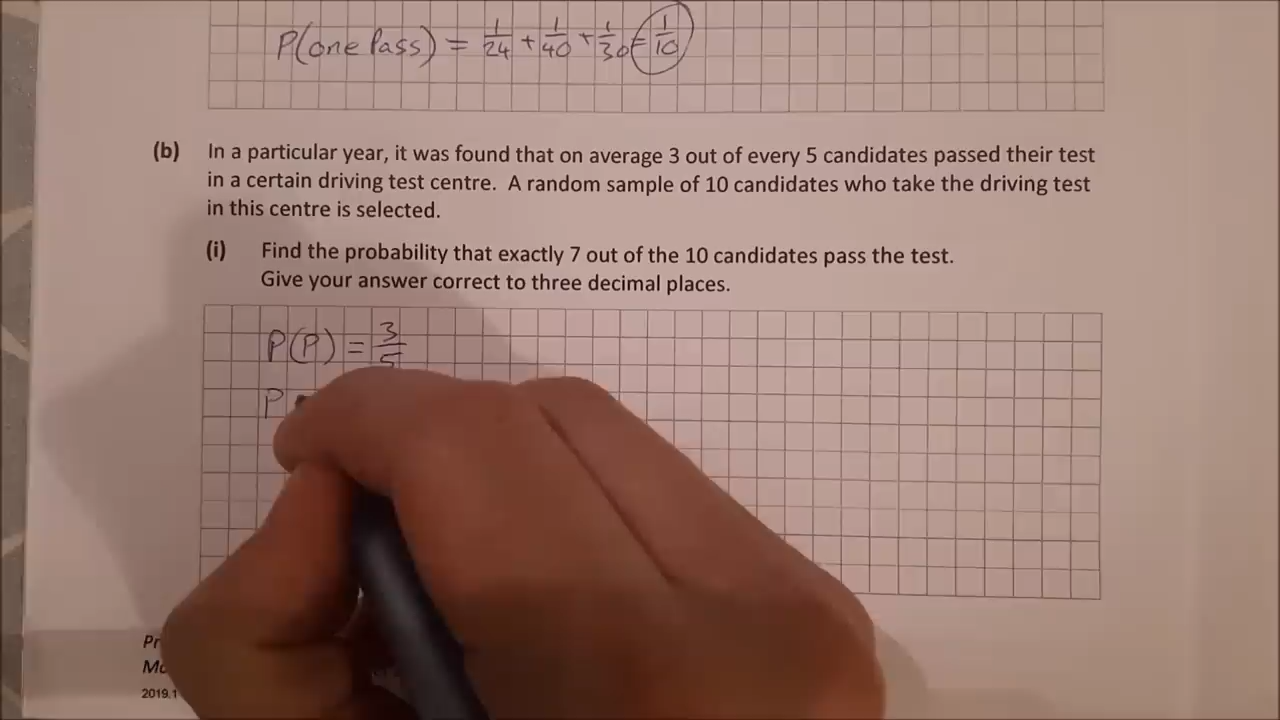 P(one Pass) = 1/24 + 1/40 + 1/30 = 1/10
(b) In a particular year, it was found that on average 3 out of every 5 candidates passed their test
in a certain driving test centre. A random sample of 10 candidates who take the driving test
in this centre is selected.
(i) Find the probability that exactly 7 out of the 10 candidates pass the test.
Give your answer correct to three decimal places.
P(P) = 3/5
P
2019.1